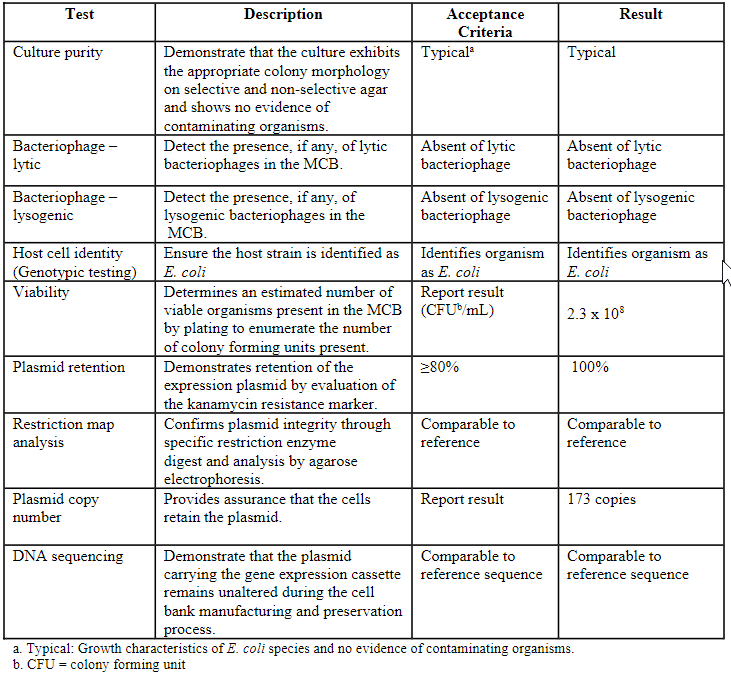 Test Description Acceptance Criteria Result
Culture purity Demonstrate that the culture exhibits the appropriate colony morphology on selective and non-selective agar and shows no evidence of contaminating organisms. Typicalᵃ Typical
Bacteriophage – lytic Detect the presence, if any, of lytic bacteriophages in the MCB. Absent of lytic bacteriophage Absent of lytic bacteriophage
Bacteriophage – lysogenic Detect the presence, if any, of lysogenic bacteriophages in the MCB. Absent of lysogenic bacteriophage Absent of lysogenic bacteriophage
Host cell identity (Genotypic testing) Ensure the host strain is identified as E. coli Identifies organism as E. coli Identifies organism as E. coli
Viability Determines an estimated number of viable organisms present in the MCB by plating to enumerate the number of colony forming units present. Report result (CFUᵇ/mL) 2.3 x 10⁸
Plasmid retention Demonstrates retention of the expression plasmid by evaluation of the kanamycin resistance marker. ≥80% 100%
Restriction map analysis Confirms plasmid integrity through specific restriction enzyme digest and analysis by agarose electrophoresis. Comparable to reference Comparable to reference
Plasmid copy number Provides assurance that the cells retain the plasmid. Report result 173 copies
DNA sequencing Demonstrate that the plasmid carrying the gene expression cassette remains unaltered during the cell bank manufacturing and preservation process. Comparable to reference sequence Comparable to reference sequence
a. Typical: Growth characteristics of E. coli species and no evidence of contaminating organisms.
b. CFU = colony forming unit